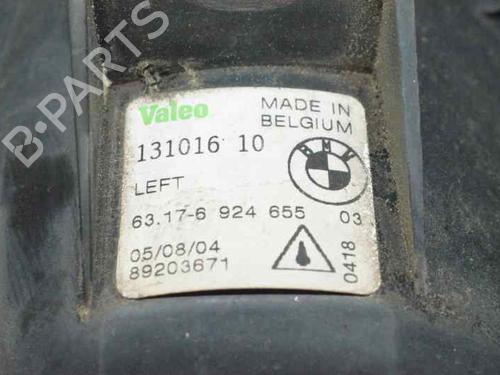 B-PARTS
Valeo
MADE IN
BELGIUM
131016 10
BMW
LEFT
63.17-6 924 655 03
05/08/04
89203671
0418